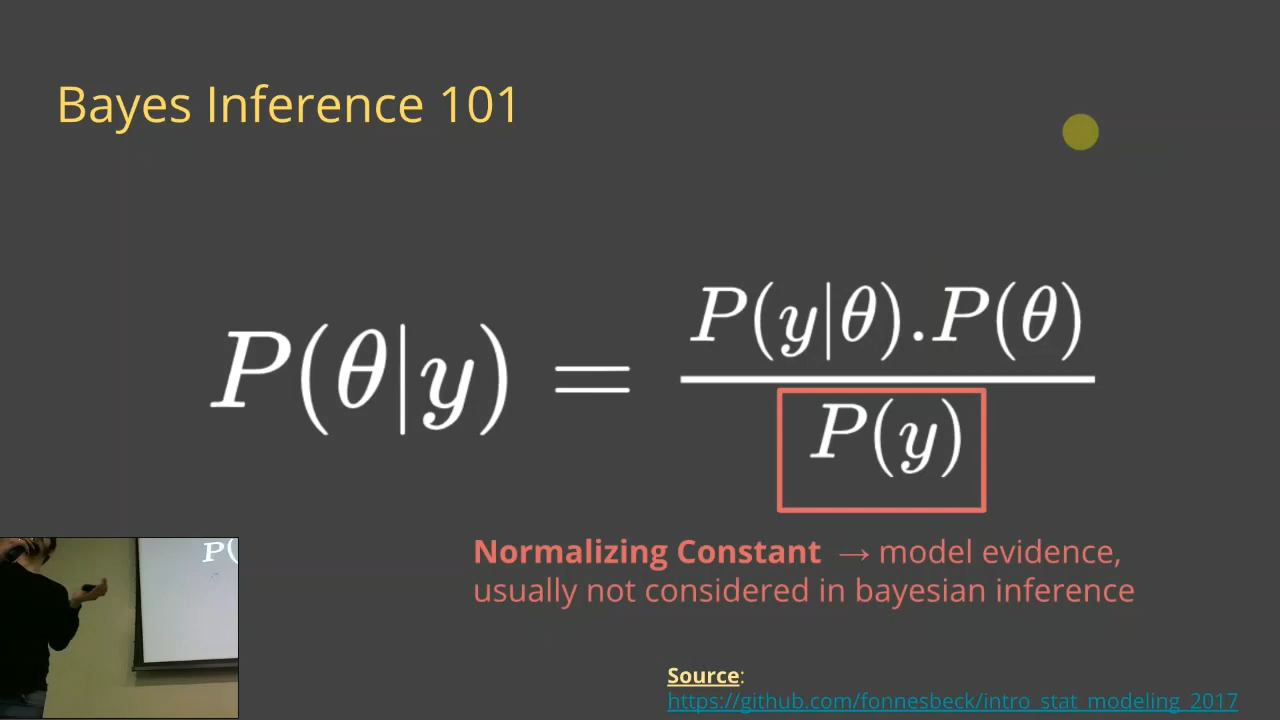 Bayes Inference 101
P(θ|y) = P(y|θ).P(θ) / P(y)
Normalizing Constant → model evidence,
usually not considered in bayesian inference
P(
Source:
https://github.com/fonnesbeck/intro_stat_modeling_2017